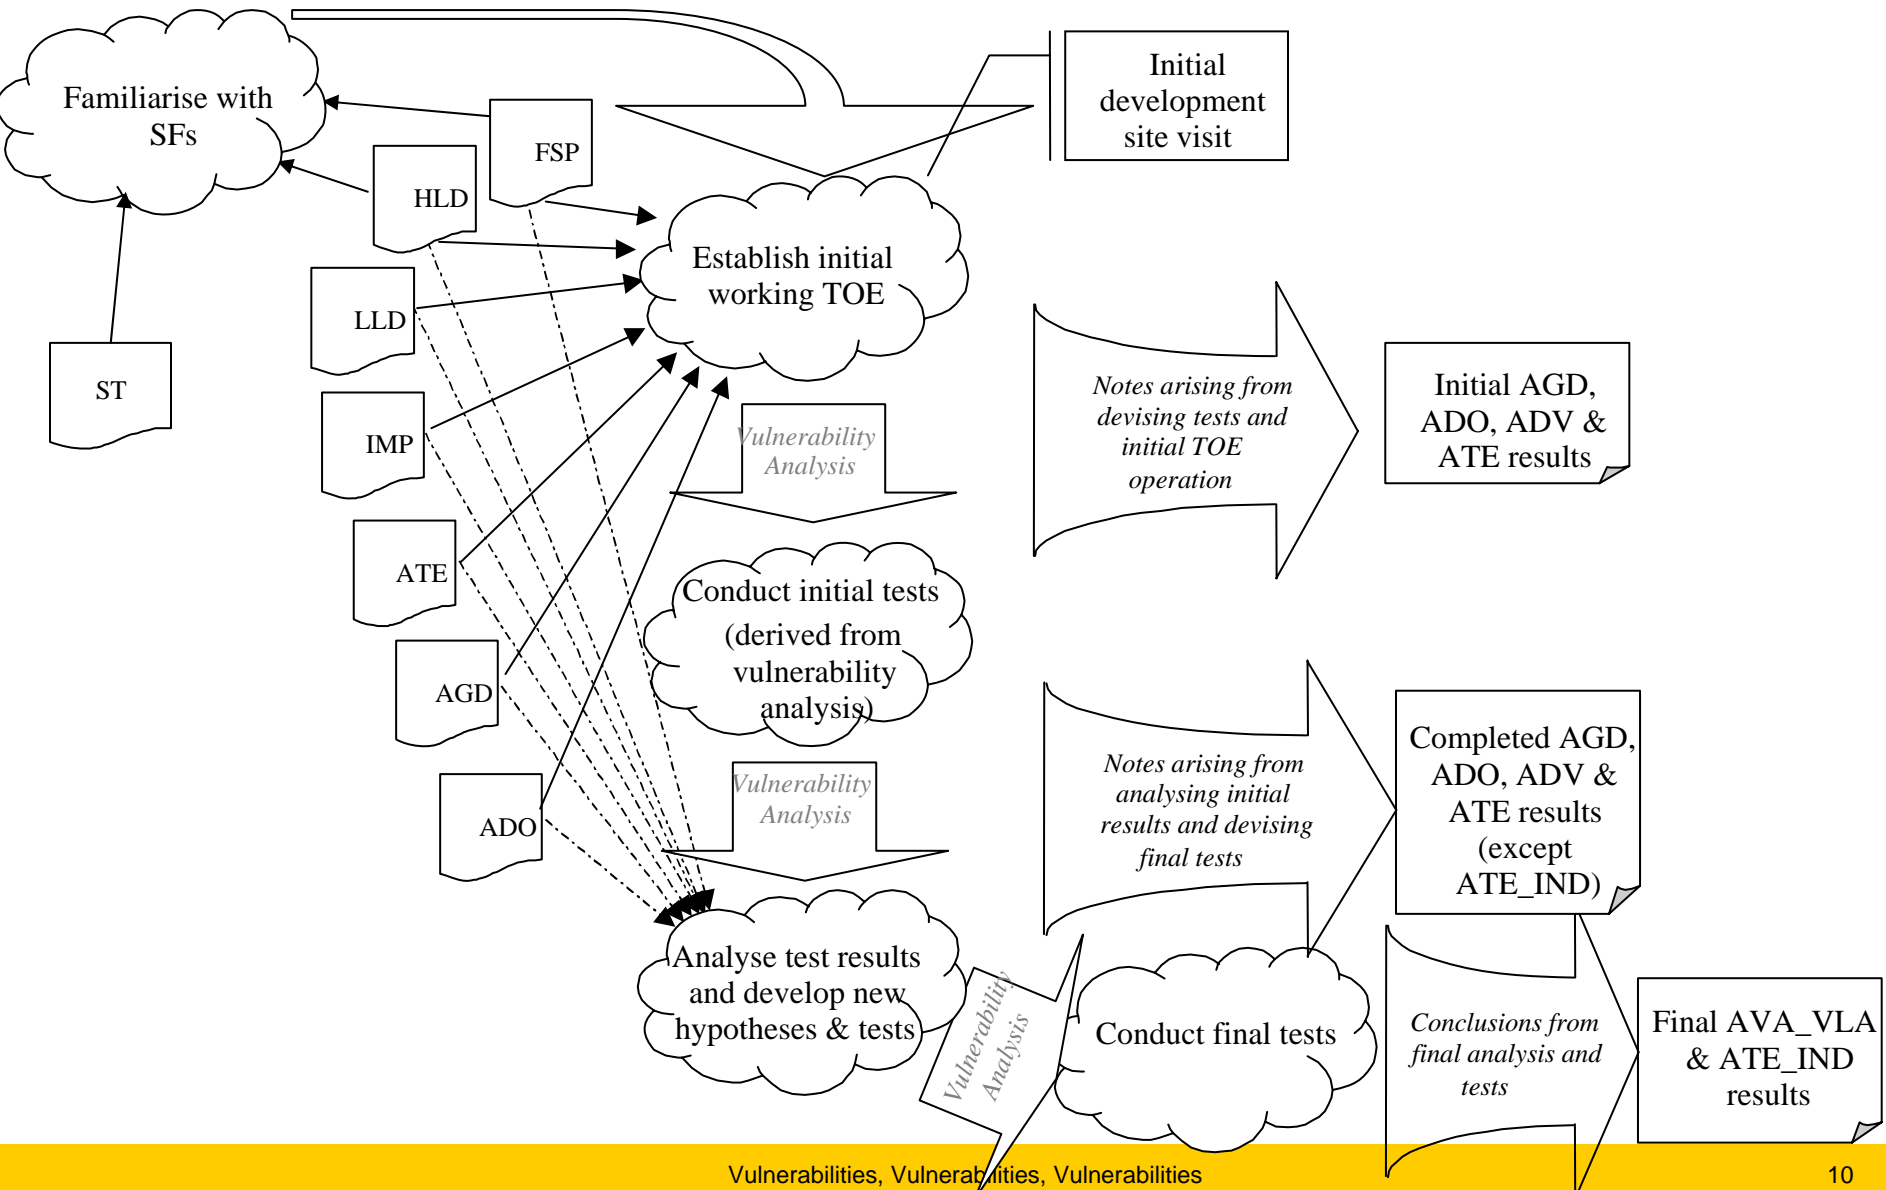 Familiarise with
SFs
FSP
HLD
LLD
ST
IMP
ATE
AGD
ADO
Initial
development
site visit
Establish initial
working TOE
Vulnerability
Analysis
Notes arising from
devising tests and
initial TOE
operation
Initial AGD,
ADO, ADV &
ATE results
Conduct initial tests
(derived from
vulnerability
analysis)
Vulnerability
Analysis
Notes arising from
analysing initial
results and devising
final tests
Completed AGD,
ADO, ADV &
ATE results
(except
ATE_IND)
Analyse test results
and develop new
hypotheses & tests
Vulnerability
Analysis
Conduct final tests
Conclusions from
final analysis and
tests
Final AVA_VLA
& ATE_IND
results
Vulnerabilities, Vulnerabilities, Vulnerabilities
10